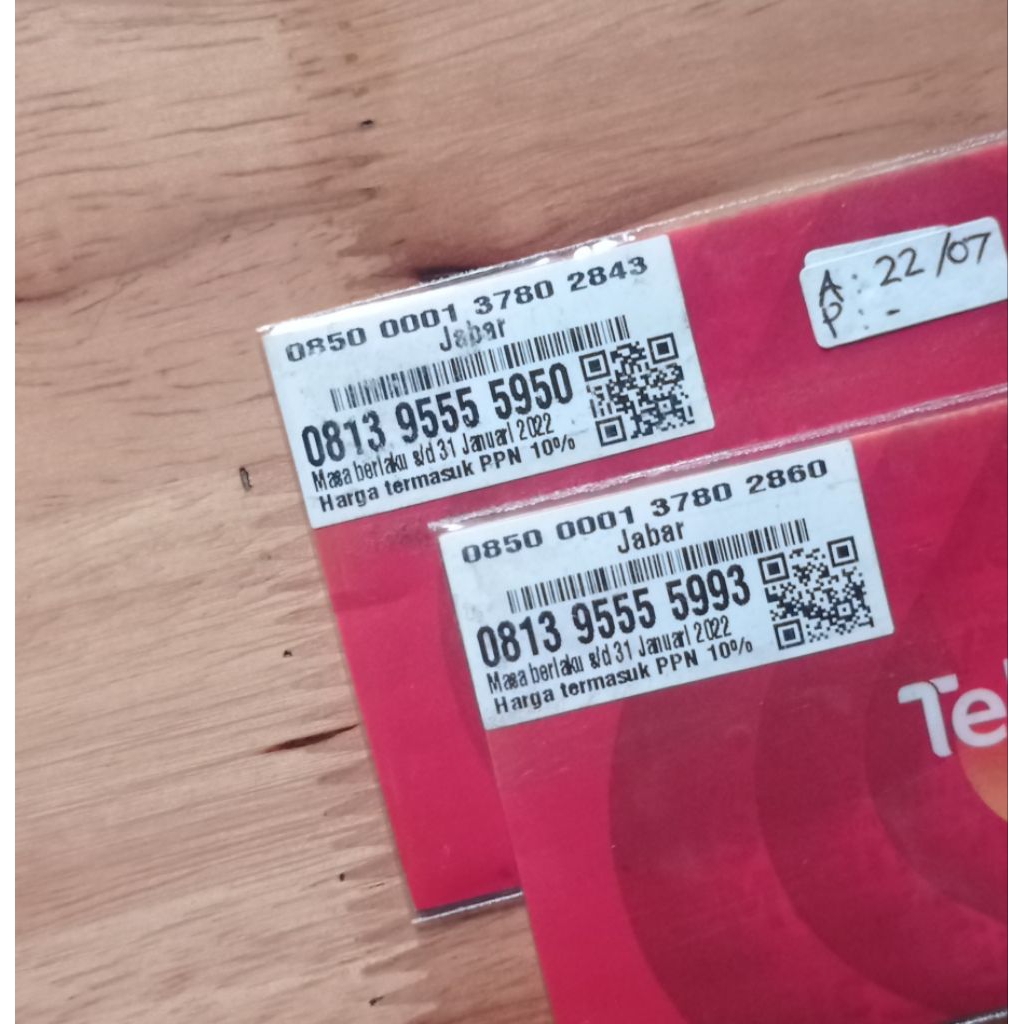 0850 0001 3780 2843
Jabar
0813 9555 5950
Masa berlaku s/d 31 Januari 2022
Harga termasuk PPN 10%
A : 22/07
P : -
0850 0001 3780 2860
Jabar
0813 9555 5993
Masa berlaku s/d 31 Januari 2022
Harga termasuk PPN 10%